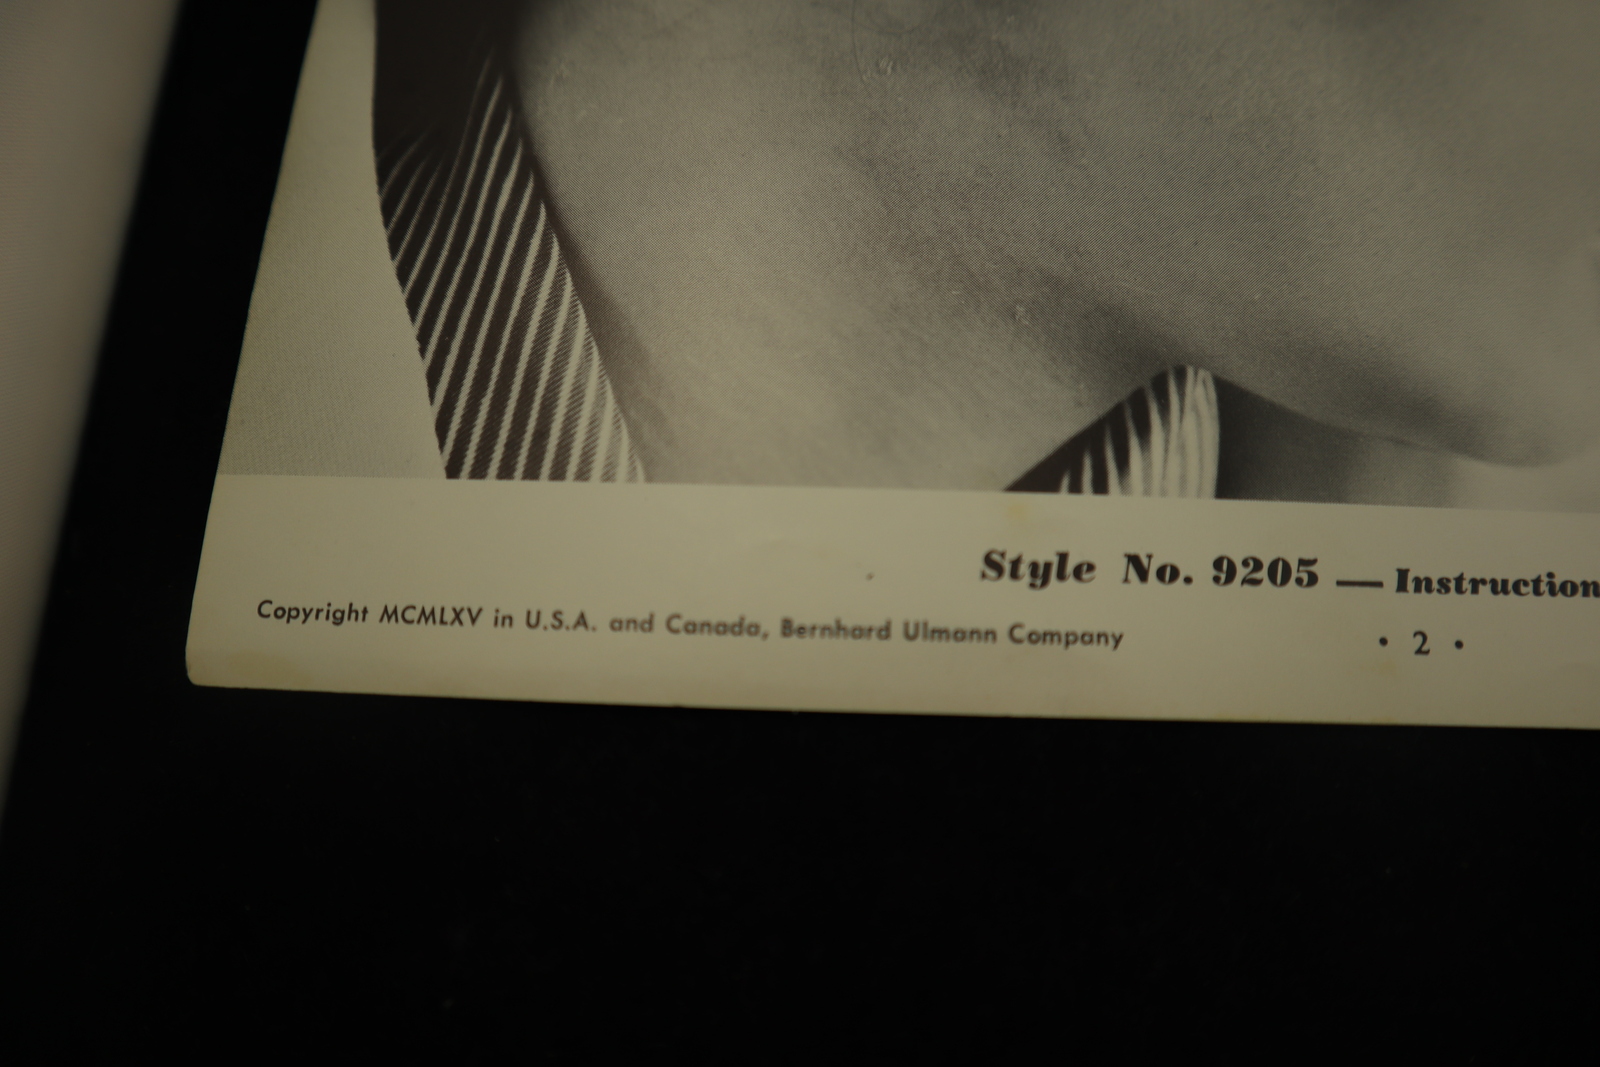 Style No. 9205 — Instruction
Copyright MCMLXV in U.S.A. and Canada, Bernhard Ulmann Company
• 2 •